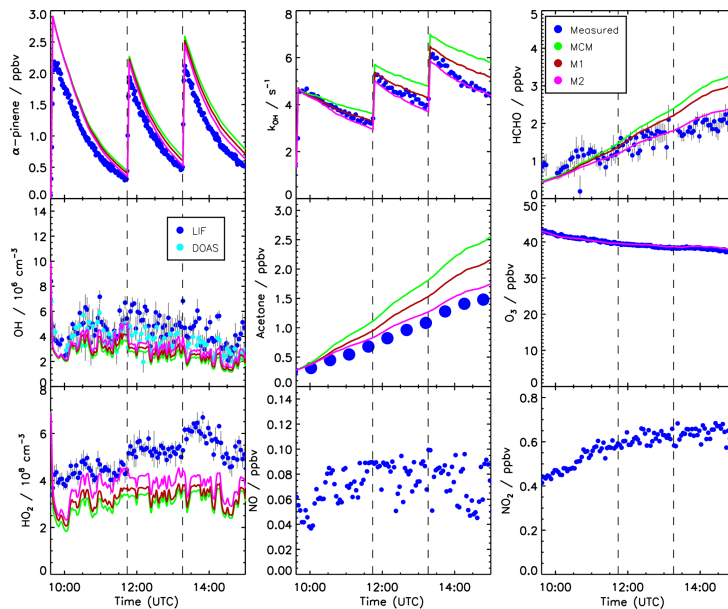 α-pinene / ppbv
3.0
2.5
2.0
1.5
1.0
0.5
0.0
k_OH / s⁻¹
8
6
4
2
0
HCHO / ppbv
5
4
3
2
1
0
Measured
MCM
M1
M2
OH / 10⁶ cm⁻³
14
12
10
8
6
4
2
0
LIF
DOAS
Acetone / ppbv
3.0
2.5
2.0
1.5
1.0
0.5
0.0
O₃ / ppbv
50
40
30
20
10
0
HO₂ / 10⁸ cm⁻³
8
6
4
2
0
10:00 12:00 14:00
Time (UTC)
NO / ppbv
0.14
0.12
0.10
0.08
0.06
0.04
0.02
0.00
10:00 12:00 14:00
Time (UTC)
NO₂ / ppbv
0.8
0.6
0.4
0.2
0.0
10:00 12:00 14:00
Time (UTC)